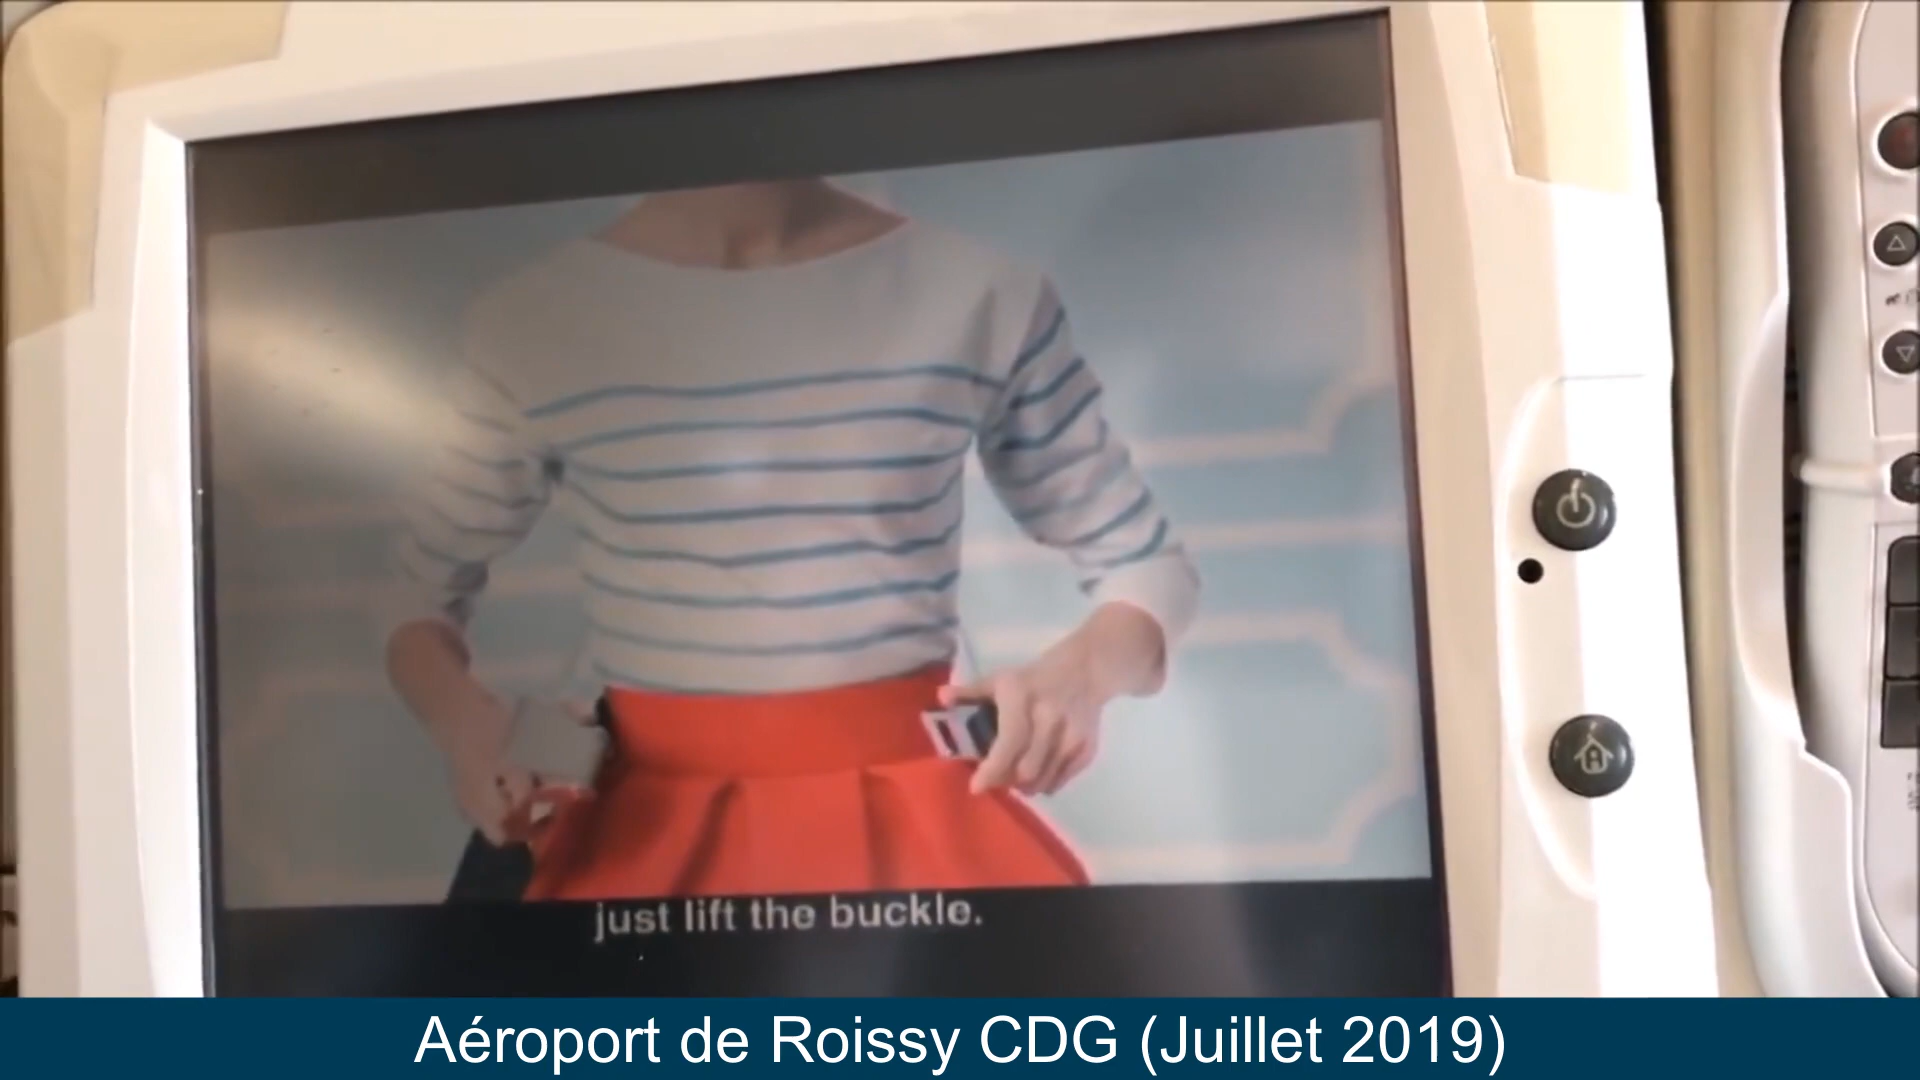 just lift the buckle.
Aéroport de Roissy CDG (Juillet 2019)